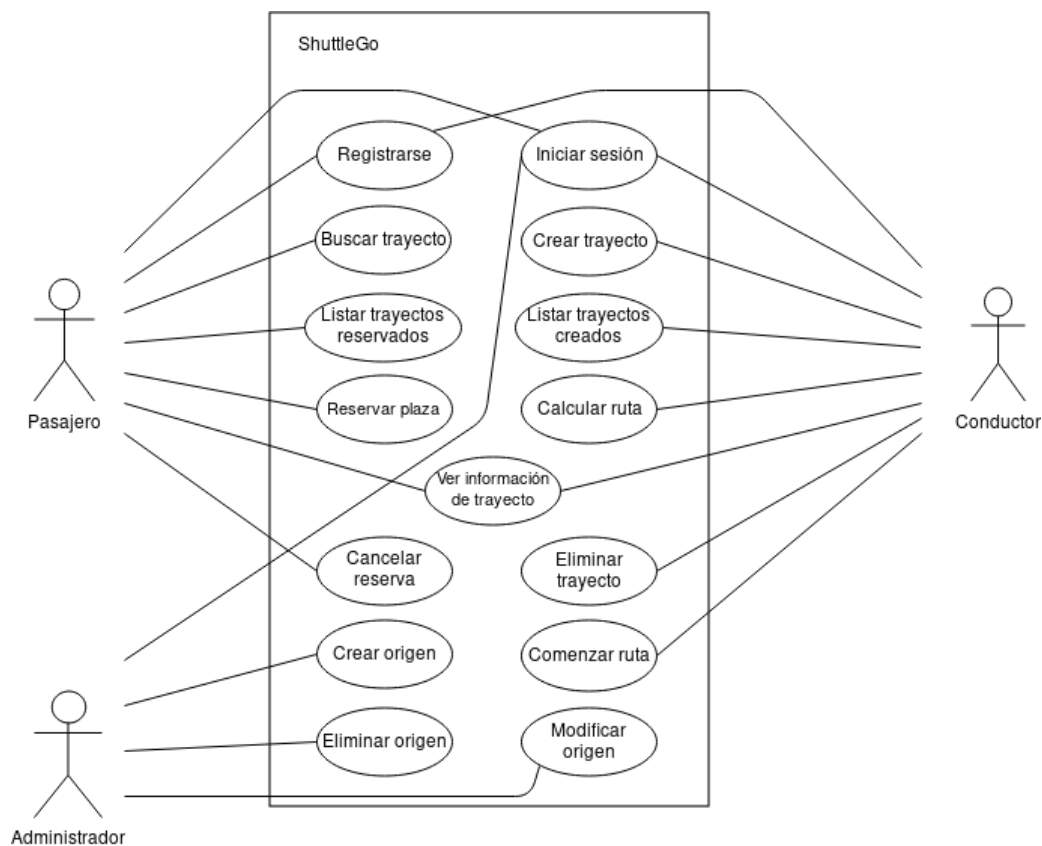 ShuttleGo
Registrarse
Iniciar sesión
Buscar trayecto
Crear trayecto
Listar trayectos
reservados
Listar trayectos
creados
Reservar plaza
Calcular ruta
Pasajero
Conductor
Ver información
de trayecto
Cancelar
reserva
Eliminar
trayecto
Crear origen
Comenzar ruta
Eliminar origen
Modificar
origen
Administrador